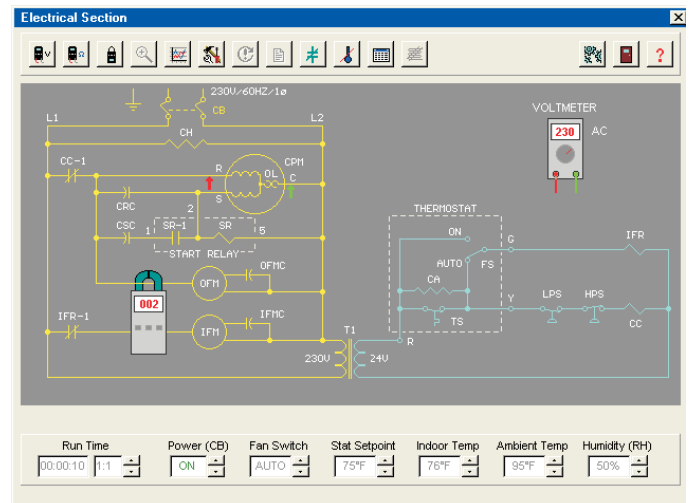 Electrical Section
V
Ω
?
230V/60HZ/1ø
CB
L1
L2
CH
CC-1
R
OL
CPM
C
S
CRC
2
CSC
1
SR-1
SR
5
START RELAY
OFMC
OFM
002
IFR-1
IFMC
IFM
T1
230V
24V
VOLTMETER
230
AC
THERMOSTAT
ON
G
IFR
AUTO
FS
CA
Y
LPS
HPS
TS
CC
R
Run Time
Power (CB)
Fan Switch
Stat Setpoint
Indoor Temp
Ambient Temp
Humidity (RH)
00:00:10
1:1
ON
AUTO
75°F
76°F
95°F
50%